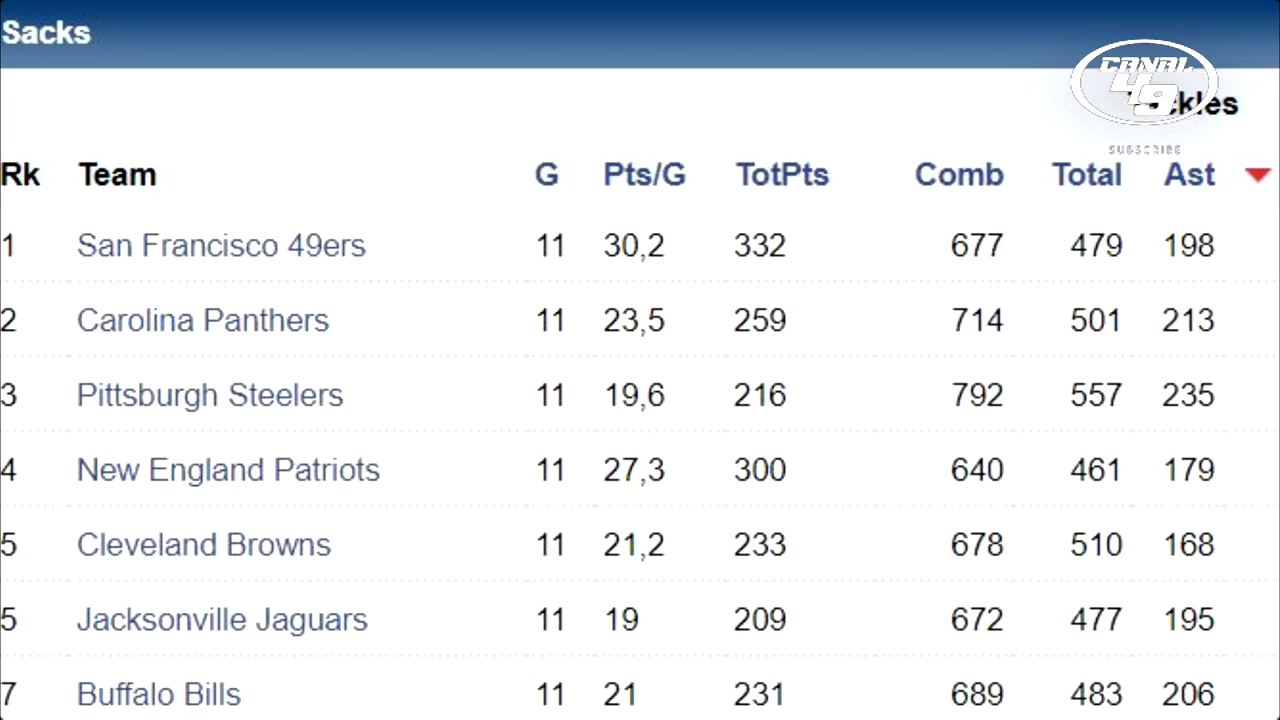 Sacks
CANAL
49
SUBSCRIBE
Rk Team G Pts/G TotPts Comb Total Ast
1 San Francisco 49ers 11 30,2 332 677 479 198
2 Carolina Panthers 11 23,5 259 714 501 213
3 Pittsburgh Steelers 11 19,6 216 792 557 235
4 New England Patriots 11 27,3 300 640 461 179
5 Cleveland Browns 11 21,2 233 678 510 168
5 Jacksonville Jaguars 11 19 209 672 477 195
7 Buffalo Bills 11 21 231 689 483 206